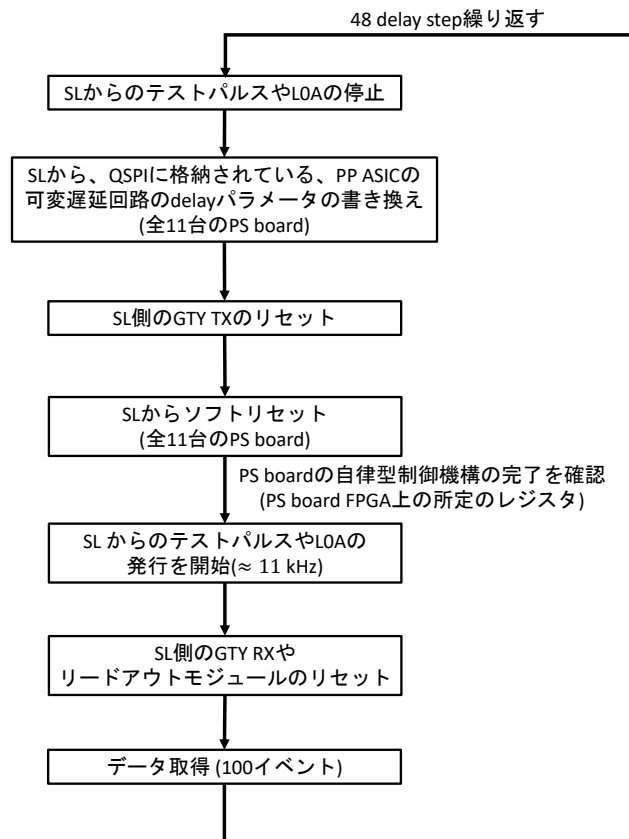 48 delay step繰り返す
SLからのテストパルスやL0Aの停止
SLから、QSPIに格納されている、PP ASICの
可変遅延回路のdelayパラメータの書き換え
(全11台のPS board)
SL側のGTY TXのリセット
SLからソフトリセット
(全11台のPS board)
PS boardの自律型制御機構の完了を確認
(PS board FPGA上の所定のレジスタ)
SL からのテストパルスやL0Aの
発行を開始(≈ 11 kHz)
SL側のGTY RXや
リードアウトモジュールのリセット
データ取得 (100イベント)